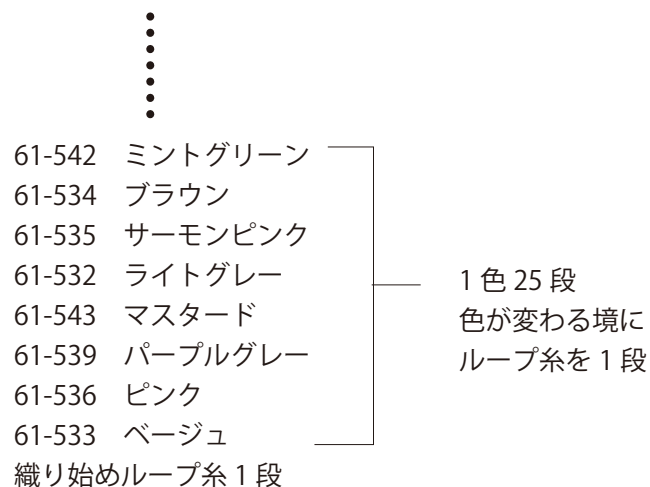 61-542 ミントグリーン
61-534 ブラウン
61-535 サーモンピンク
61-532 ライトグレー
61-543 マスタード
61-539 パープルグレー
61-536 ピンク
61-533 ベージュ
織り始めループ糸 1 段
1 色 25 段
色が変わる境に
ループ糸を 1 段